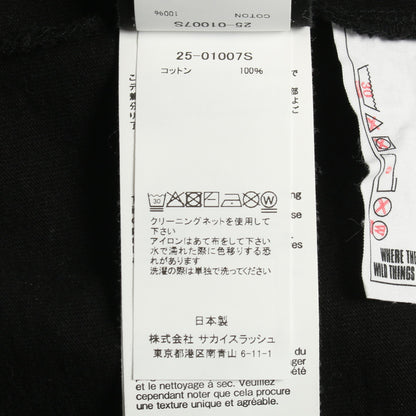 100%
COTTON
25-01007S
25-01007S
コットン 100%
30
クリーニングネットを使用して
下さい
アイロンはあて布をして下さい
水で濡れた際に色移りする恐
れがあります
洗濯の際は単独で洗ってください
日本製
株式会社 サカイスラッシュ
東京都港区南青山 6-11-1
et le nettoyage à sec. Veuillez
cependant noter que cela procure
une texture unique et agréable.
30
WHERE THE
WILD THINGS